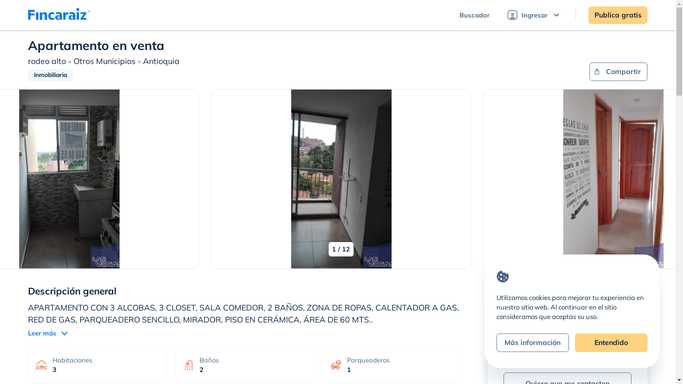 Fincaraiz
Buscador
Ingresar
Publica gratis
Apartamento en venta
rodeo alto - Otros Municipios - Antioquia
Inmobiliaria
Compartir
1 / 12
Descripción general
APARTAMENTO CON 3 ALCOBAS, 3 CLOSET, SALA COMEDOR, 2 BAÑOS, ZONA DE ROPAS, CALENTADOR A GAS,
RED DE GAS, PARQUEADERO SENCILLO, MIRADOR, PISO EN CERÁMICA, ÁREA DE 60 MTS..
Leer más
Habitaciones
3
Baños
2
Parqueaderos
1
Utilizamos cookies para mejorar tu experiencia en
nuestro sitio web. Al continuar en el sitio
consideramos que aceptas su uso.
Más información
Entendido
Quiero que me contacten